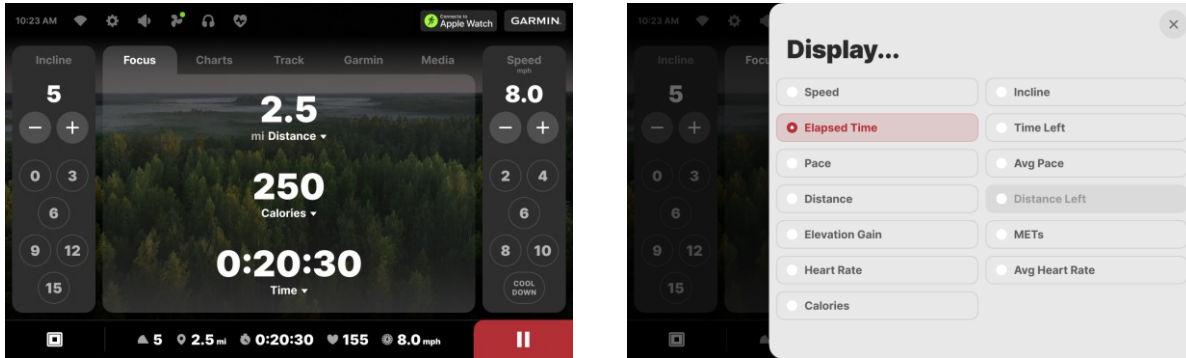 10:23 AM
Connects to
Apple Watch
GARMIN.
Incline
5
− +
0 3
6
9 12
15
Focus Charts Track Garmin Media
2.5
mi Distance
250
Calories
0:20:30
Time
Speed
mph
8.0
− +
2 4
6
8 10
COOL
DOWN
5 2.5 mi 0:20:30 155 8.0 mph
10:23 AM
Incline
5
− +
0 3
6
9 12
15
Focu
Display...
Speed Incline
Elapsed Time Time Left
Pace Avg Pace
Distance Distance Left
Elevation Gain METs
Heart Rate Avg Heart Rate
Calories